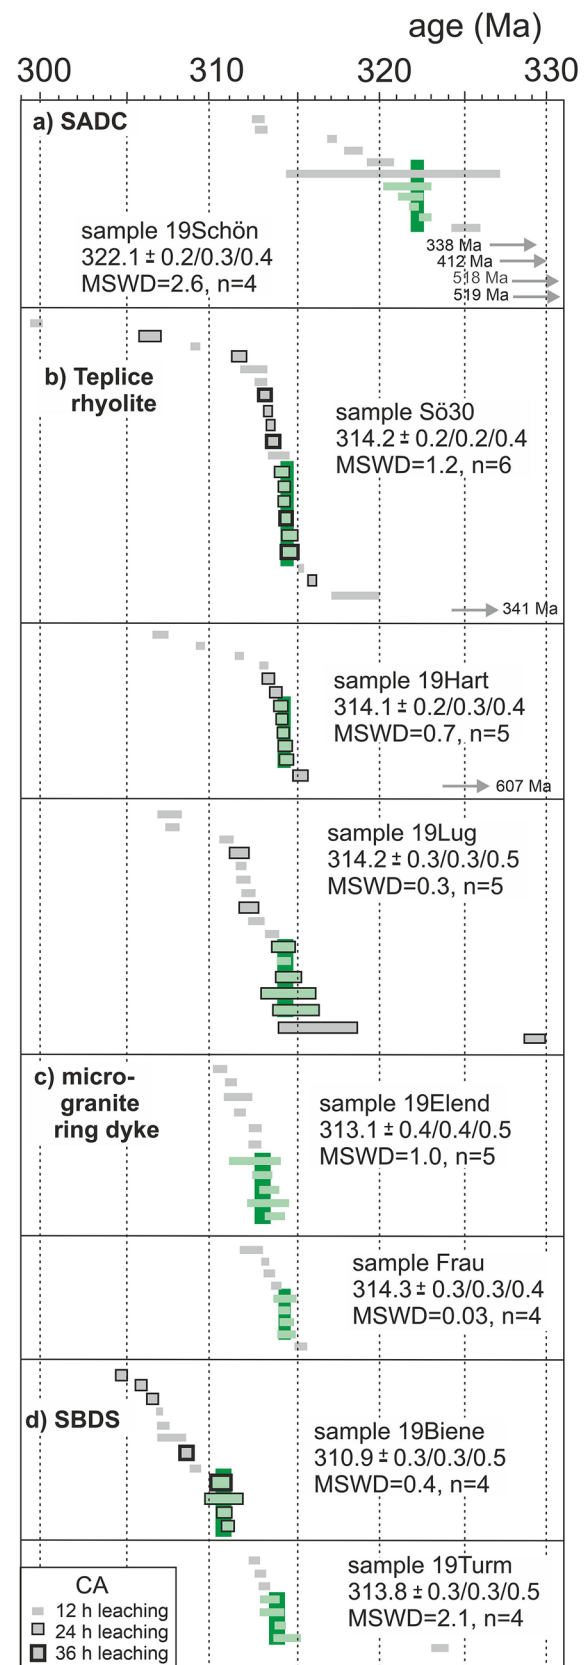 age (Ma)
300 310 320 330
a) SADC
sample 19Schön
322.1 ± 0.2/0.3/0.4
MSWD=2.6, n=4
338 Ma
412 Ma
518 Ma
519 Ma
b) Teplice
rhyolite
sample Sö30
314.2 ± 0.2/0.2/0.4
MSWD=1.2, n=6
341 Ma
sample 19Hart
314.1 ± 0.2/0.3/0.4
MSWD=0.7, n=5
607 Ma
sample 19Lug
314.2 ± 0.3/0.3/0.5
MSWD=0.3, n=5
c) micro-
granite
ring dyke
sample 19Elend
313.1 ± 0.4/0.4/0.5
MSWD=1.0, n=5
sample Frau
314.3 ± 0.3/0.3/0.4
MSWD=0.03, n=4
d) SBDS
sample 19Biene
310.9 ± 0.3/0.3/0.5
MSWD=0.4, n=4
sample 19Turm
313.8 ± 0.3/0.3/0.5
MSWD=2.1, n=4
CA
12 h leaching
24 h leaching
36 h leaching